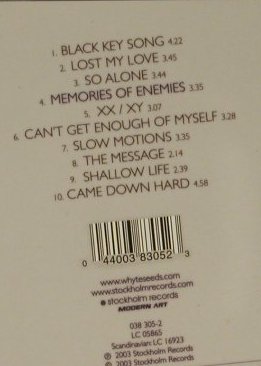 1. BLACK KEY SONG 4.22
2. LOST MY LOVE 3.45
3. SO ALONE 3.44
4. MEMORIES OF ENEMIES 3.35
5. XX / XY 3.07
6. CAN'T GET ENOUGH OF MYSELF 3.28
7. SLOW MOTIONS 3.35
8. THE MESSAGE 2.14
9. SHALLOW LIFE 2.39
10. CAME DOWN HARD 4.58
0 44003 83052 3
www.whyteseeds.com
www.stockholmrecords.com
stockholm records
MODERN ART
038 305-2
LC 05865
Scandinavian: LC 16923
℗ 2003 Stockholm Records
© 2003 Stockholm Records